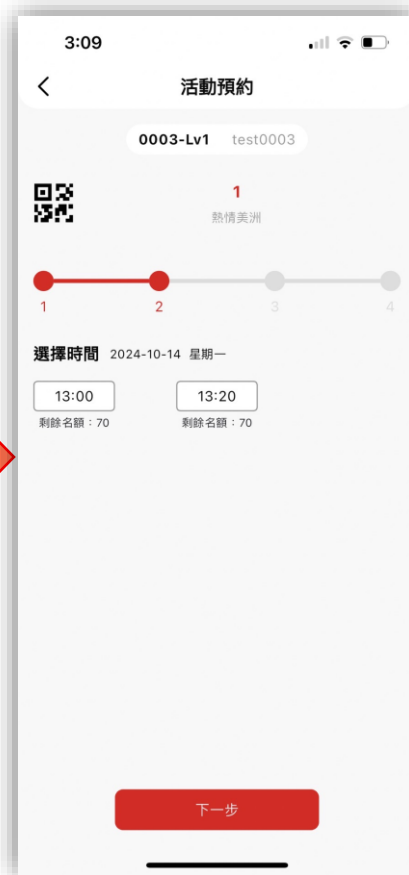 3:09
活動預約
0003-Lv1 test0003
1
熱情美洲
1 2 3 4
選擇時間 2024-10-14 星期一
13:00 13:20
剩餘名額：70 剩餘名額：70
下一步